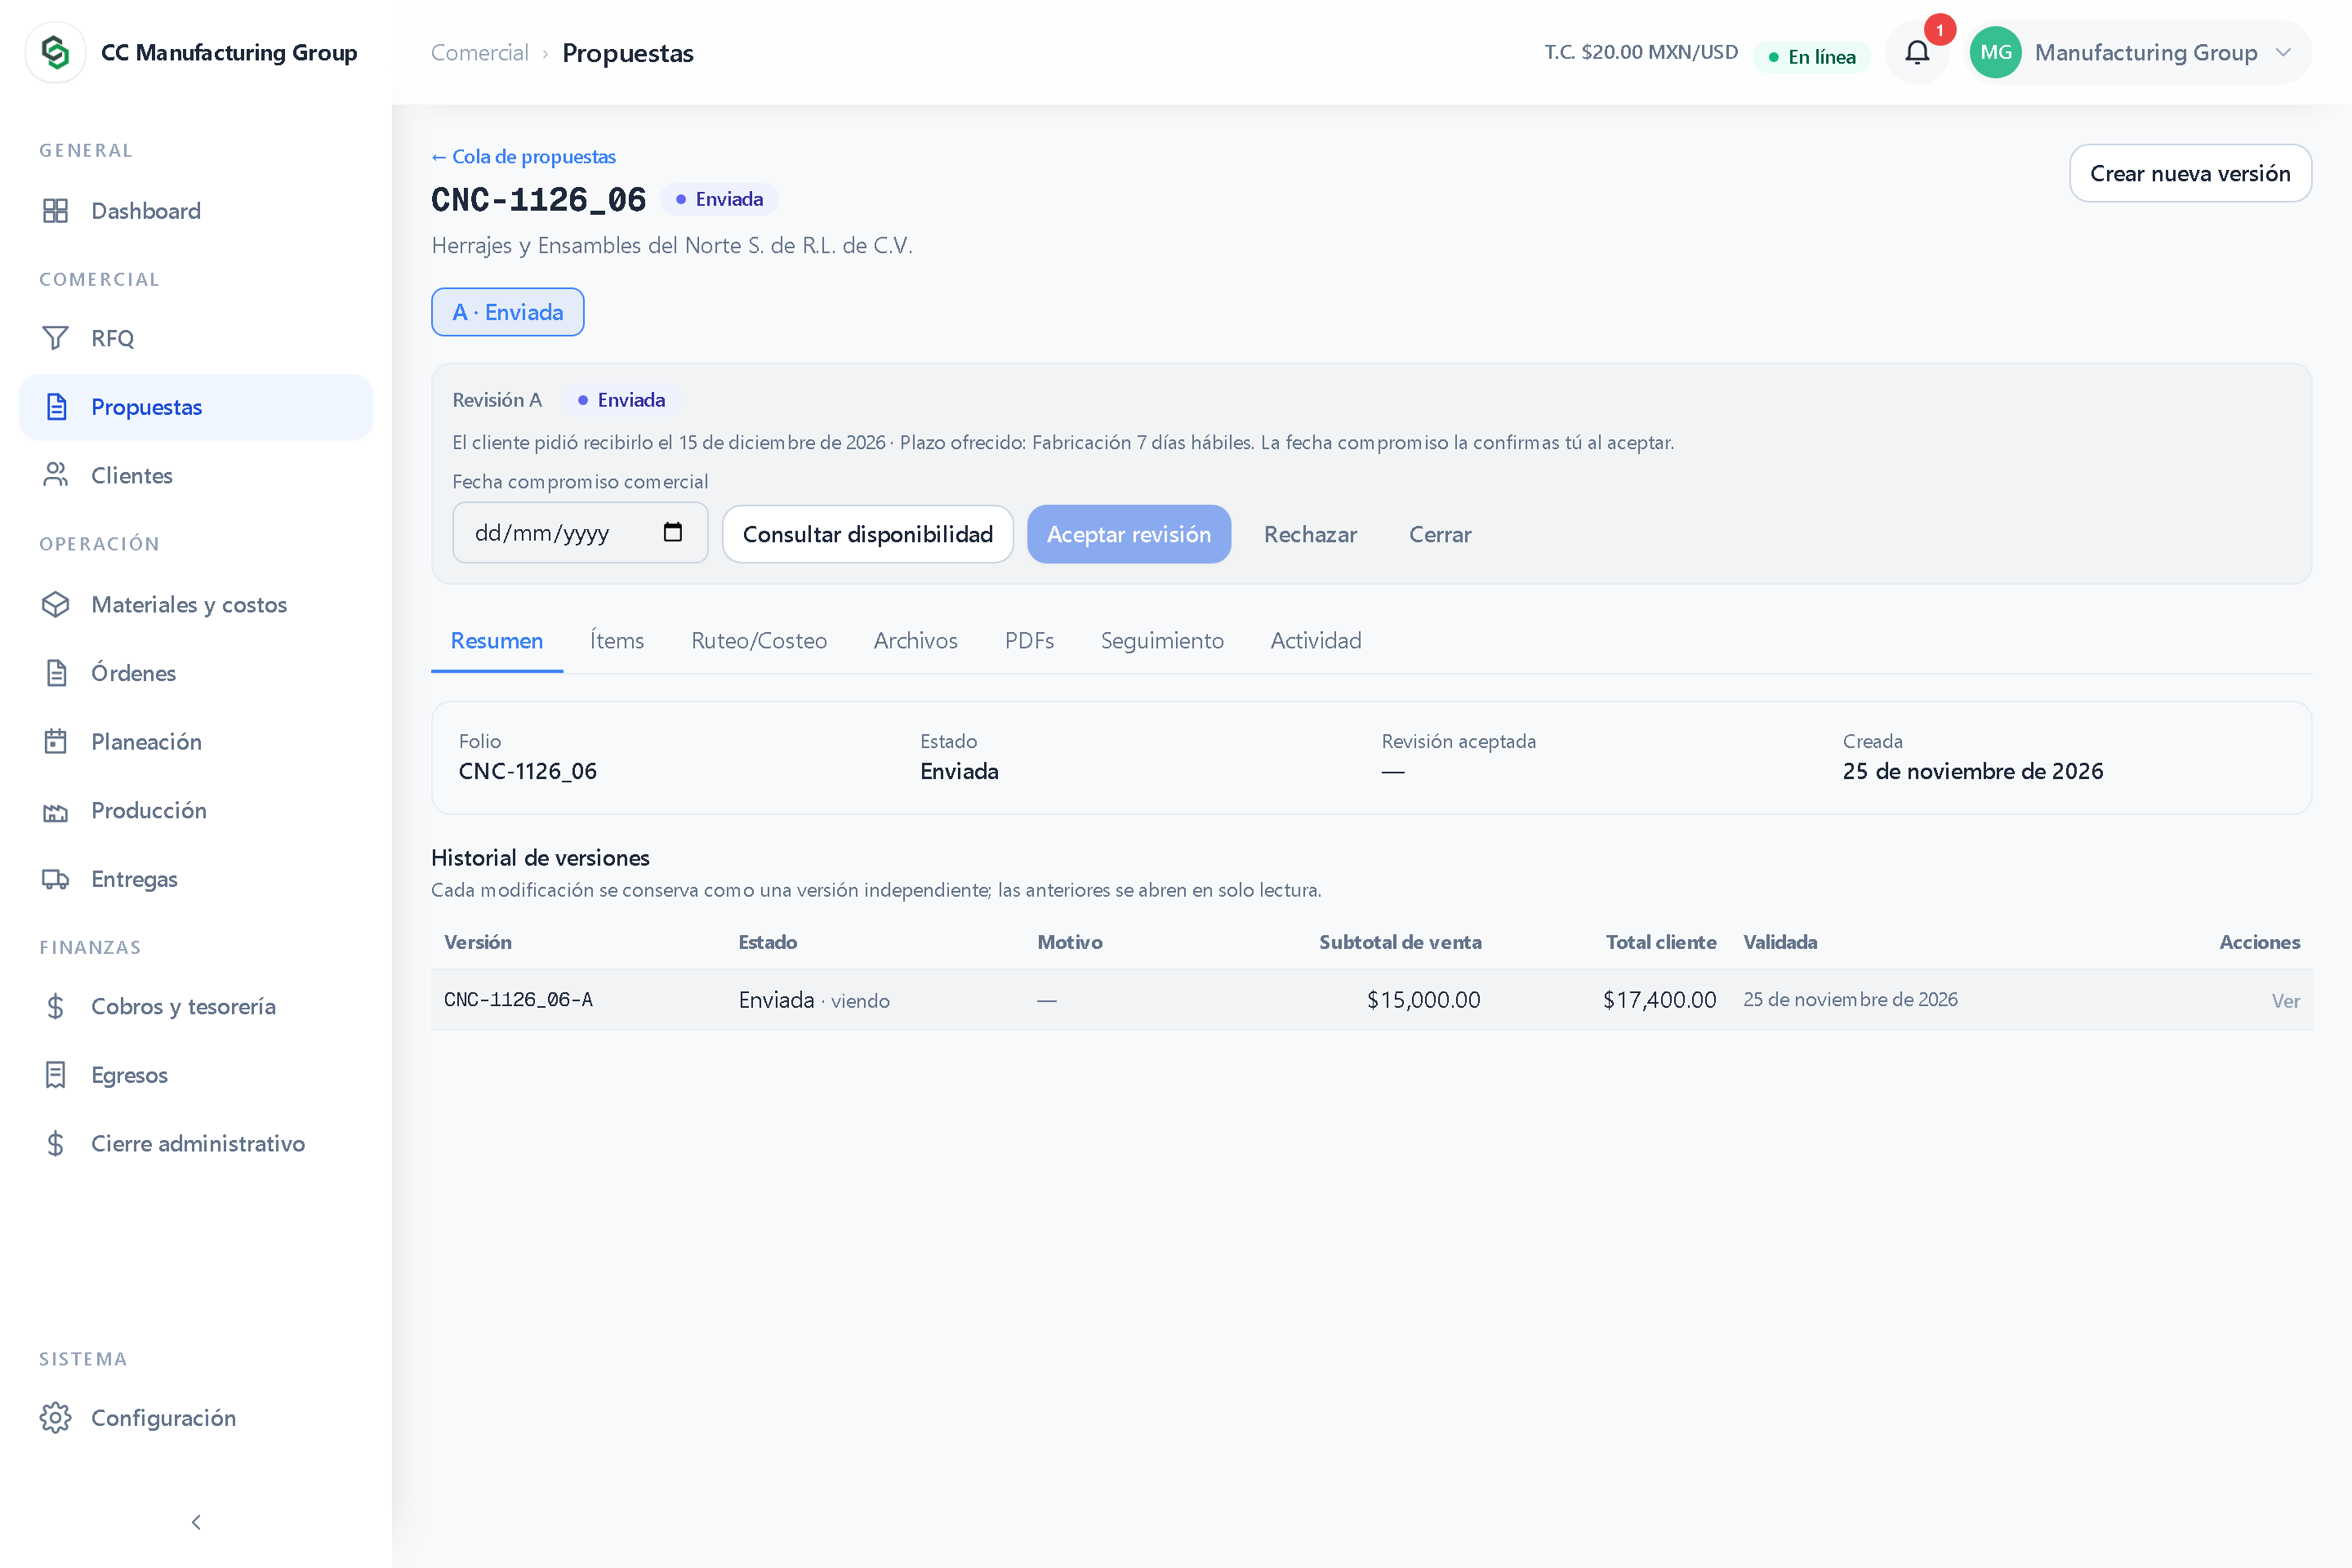 CC Manufacturing Group
GENERAL
Dashboard
COMERCIAL
RFQ
Propuestas
Clientes
OPERACIÓN
Materiales y costos
Órdenes
Planeación
Producción
Entregas
FINANZAS
Cobros y tesorería
Egresos
Cierre administrativo
SISTEMA
Configuración
Comercial › Propuestas
T.C. $20.00 MXN/USD
En línea
1
MG Manufacturing Group
← Cola de propuestas
CNC-1126_06 Enviada
Crear nueva versión
Herrajes y Ensambles del Norte S. de R.L. de C.V.
A · Enviada
Revisión A Enviada
El cliente pidió recibirlo el 15 de diciembre de 2026 · Plazo ofrecido: Fabricación 7 días hábiles. La fecha compromiso la confirmas tú al aceptar.
Fecha compromiso comercial
dd/mm/yyyy Consultar disponibilidad Aceptar revisión Rechazar Cerrar
Resumen Ítems Ruteo/Costeo Archivos PDFs Seguimiento Actividad
Folio Estado Revisión aceptada Creada
CNC-1126_06 Enviada — 25 de noviembre de 2026
Historial de versiones
Cada modificación se conserva como una versión independiente; las anteriores se abren en solo lectura.
Versión Estado Motivo Subtotal de venta Total cliente Validada Acciones
CNC-1126_06-A Enviada · viendo — $15,000.00 $17,400.00 25 de noviembre de 2026 Ver